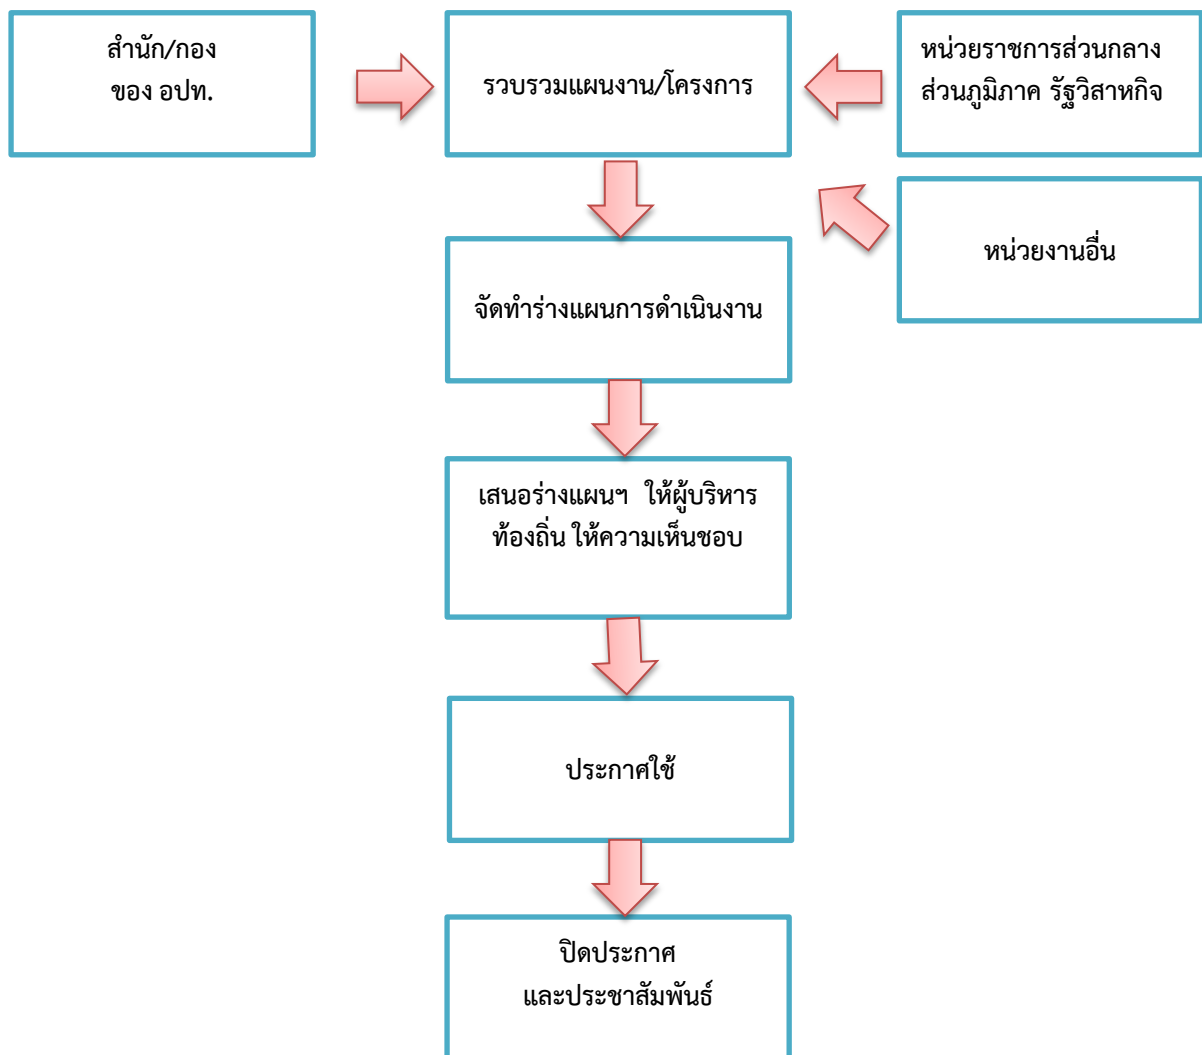 สำนัก/กอง
ของ อปท.
รวบรวมแผนงาน/โครงการ
หน่วยราชการส่วนกลาง
ส่วนภูมิภาค รัฐวิสาหกิจ
หน่วยงานอื่น
จัดทำร่างแผนการดำเนินงาน
เสนอร่างแผนฯ ให้ผู้บริหาร
ท้องถิ่น ให้ความเห็นชอบ
ประกาศใช้
ปิดประกาศ
และประชาสัมพันธ์